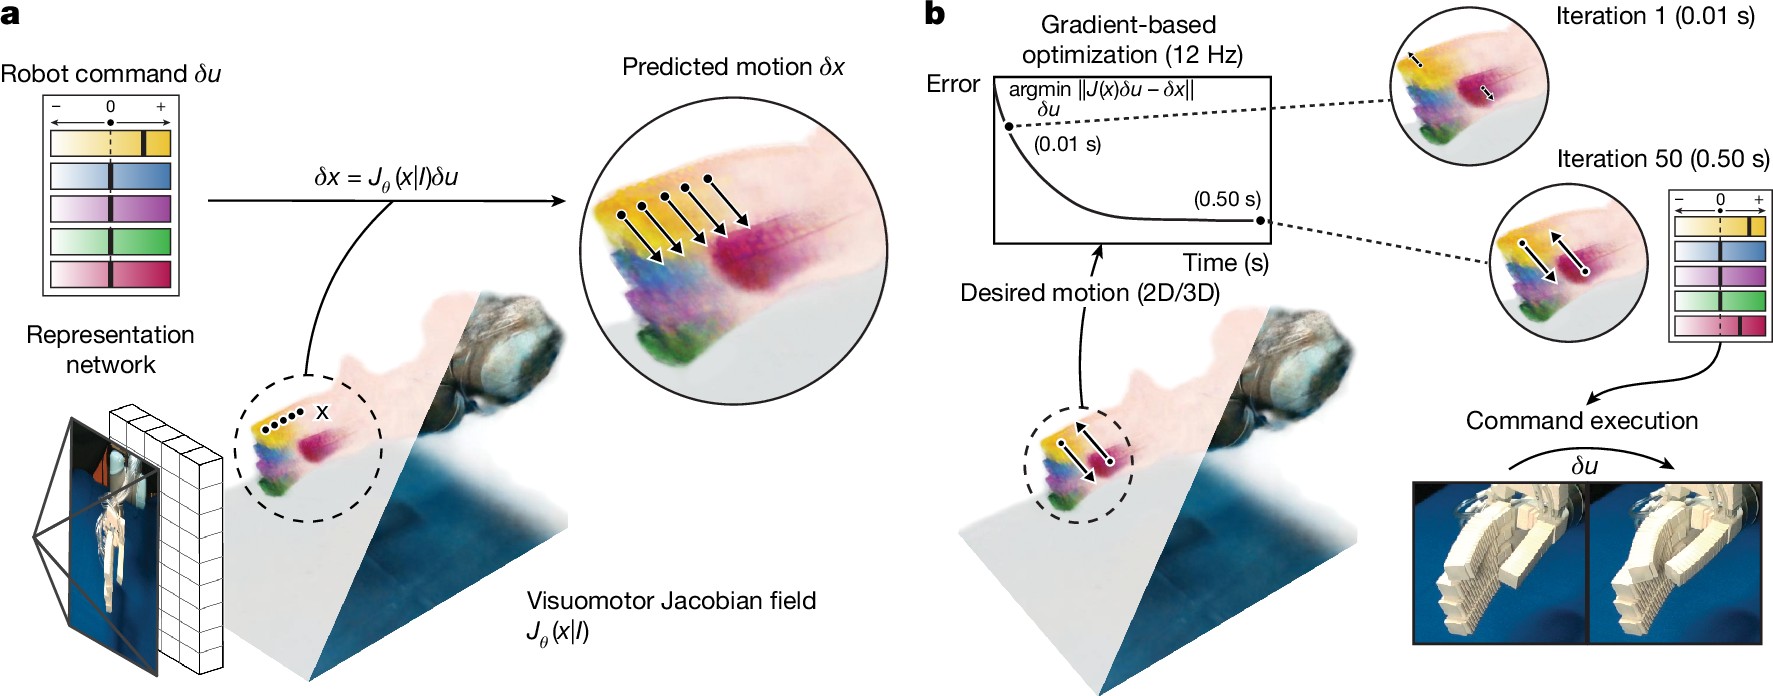 a
Robot command δu
− 0 +
δx = J_θ (x|I)δu
Predicted motion δx
Representation
network
x
Visuomotor Jacobian field
J_θ (x|I)
b
Gradient-based
optimization (12 Hz)
Error
argmin ||J(x)δu − δx||
δu
(0.01 s)
(0.50 s)
Time (s)
Desired motion (2D/3D)
Iteration 1 (0.01 s)
Iteration 50 (0.50 s)
− 0 +
Command execution
δu